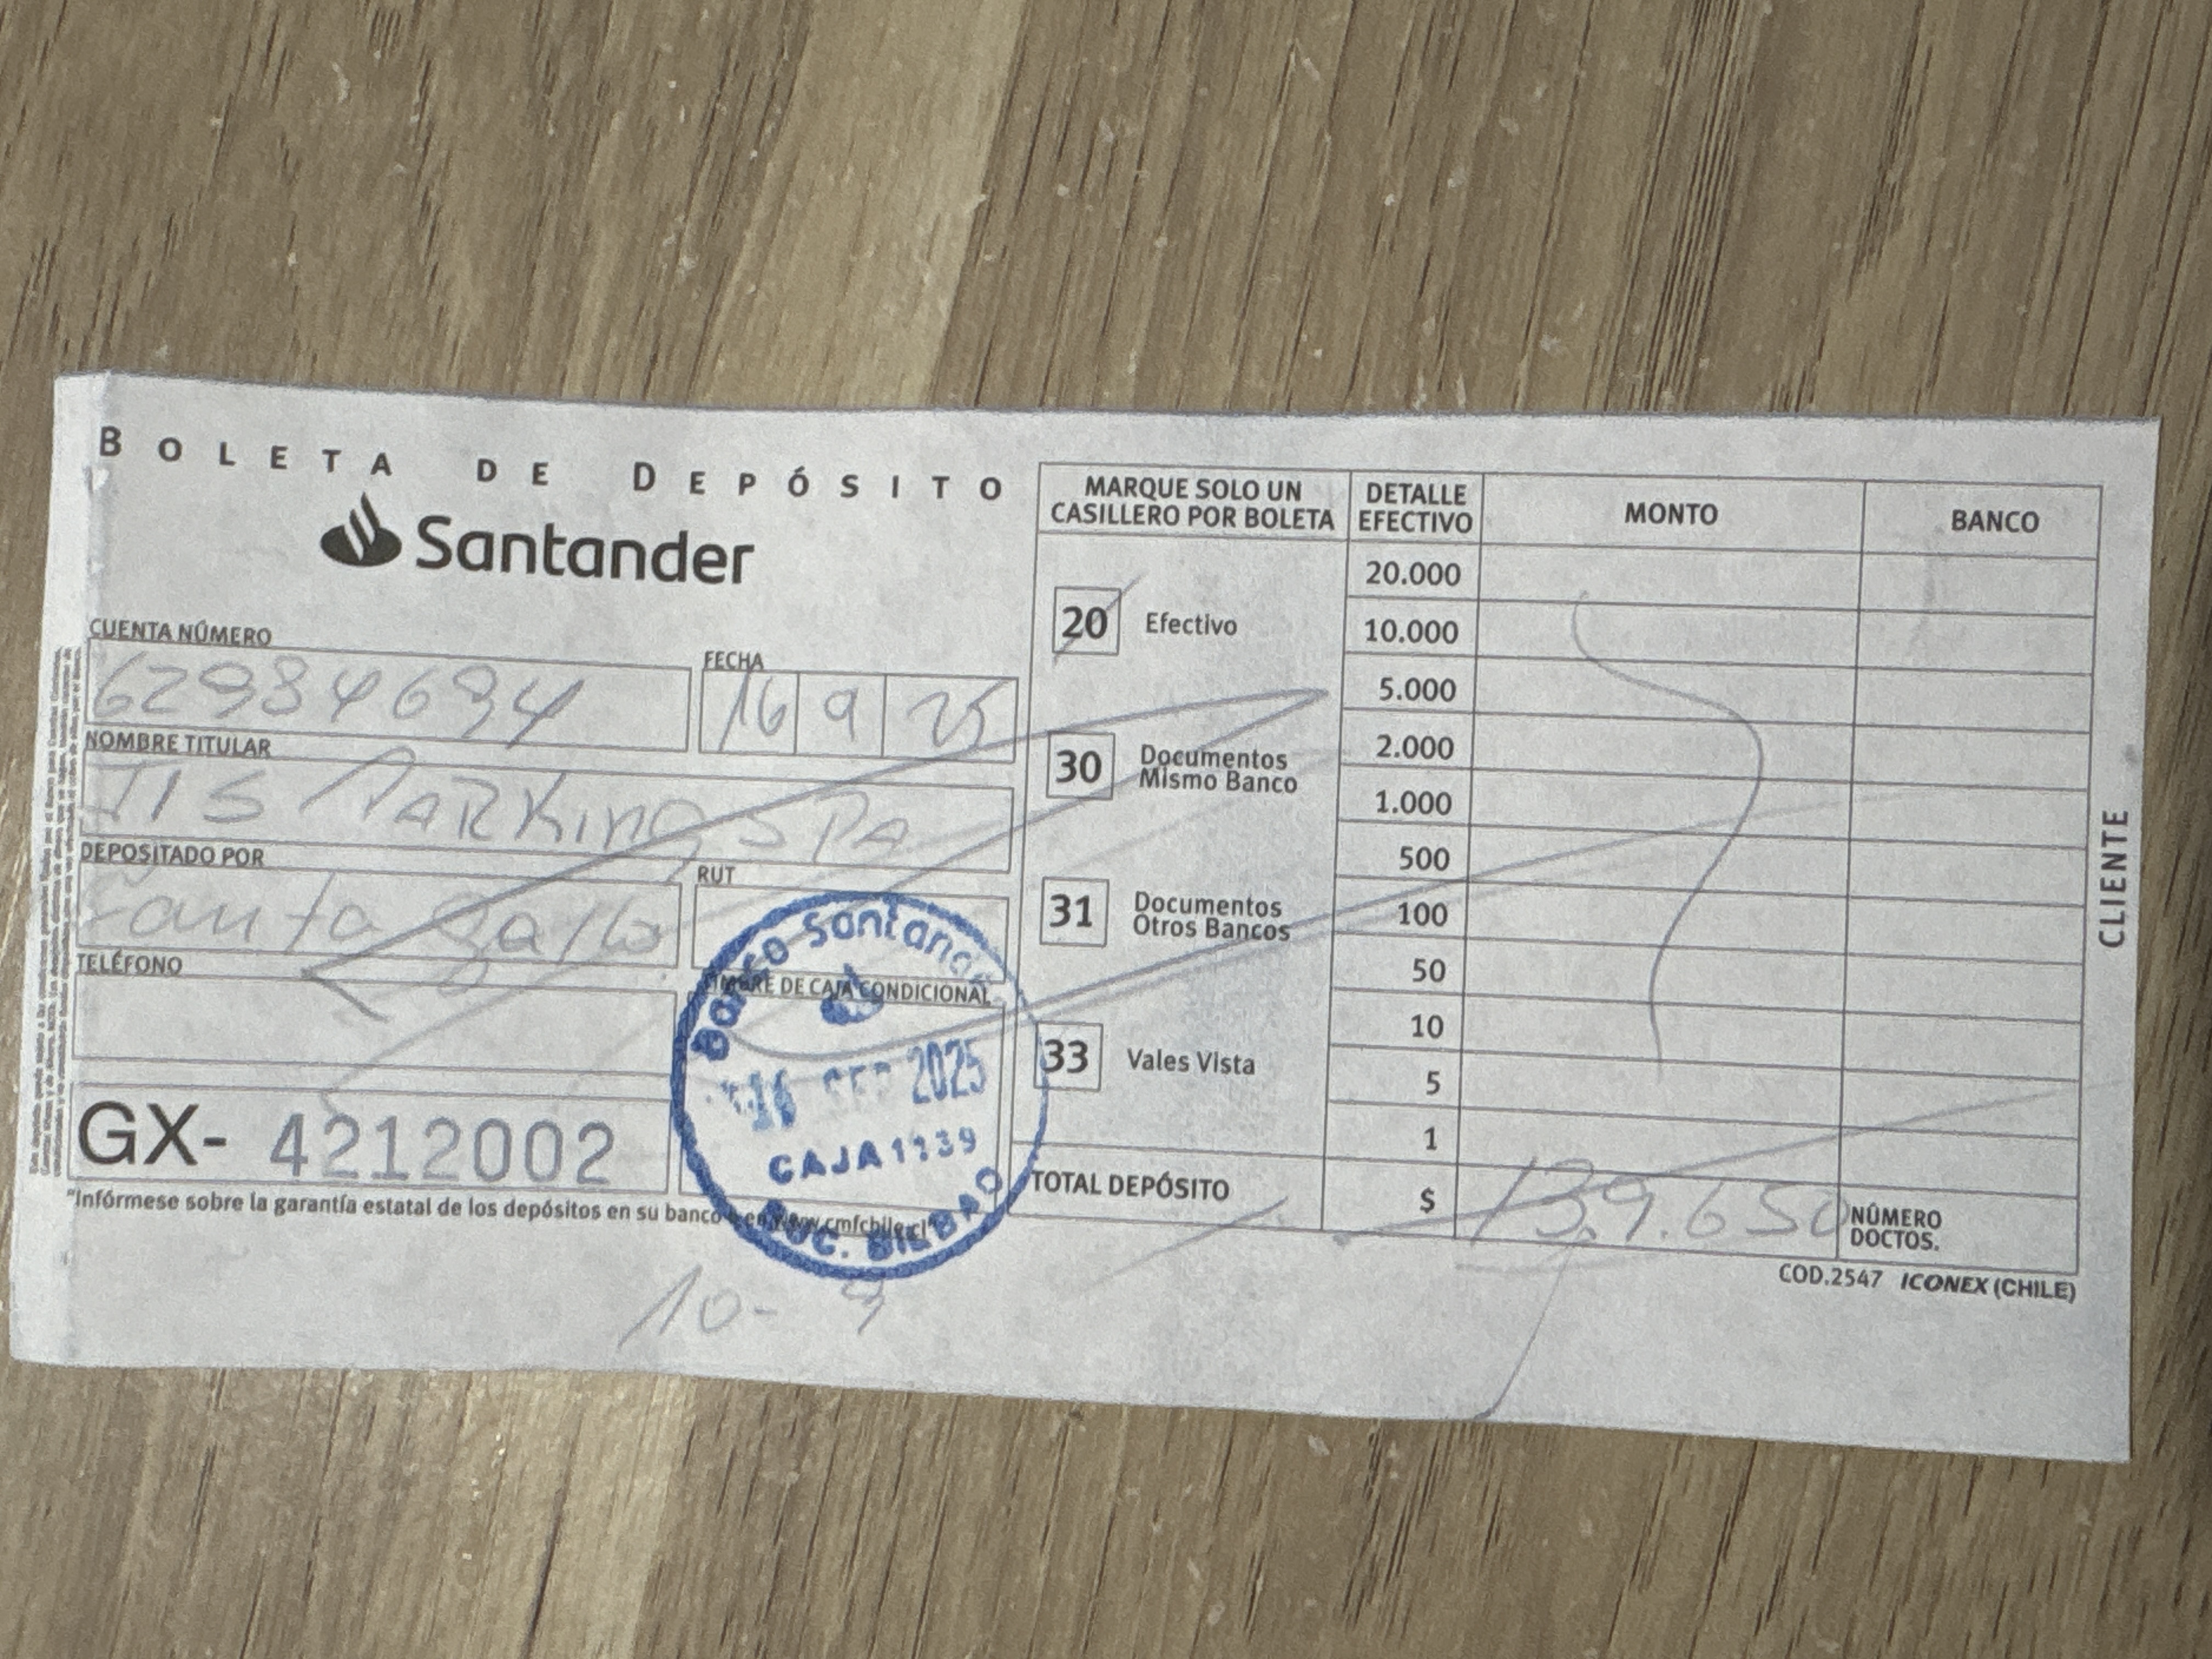 BOLETA DE DEPÓSITO
Santander
CUENTA NÚMERO
62984694
FECHA
16 9 25
NOMBRE TITULAR
JIS PARKING SPA
DEPOSITADO POR
RUT
TELÉFONO
TIMBRE DE CAJA CONDICIONAL
GX- 4212002
"Infórmese sobre la garantía estatal de los depósitos en su banco o en www.cmfchile.cl"
Banco Santander
16 SEP 2025
CAJA 1139
SUC. BILBAO
10- 9
MARQUE SOLO UN
CASILLERO POR BOLETA
20 Efectivo
30 Documentos
Mismo Banco
31 Documentos
Otros Bancos
33 Vales Vista
TOTAL DEPÓSITO
DETALLE
EFECTIVO
MONTO
BANCO
20.000
10.000
5.000
2.000
1.000
500
100
50
10
5
1
$ 139.650
NÚMERO
DOCTOS.
COD.2547 ICONEX (CHILE)
CLIENTE